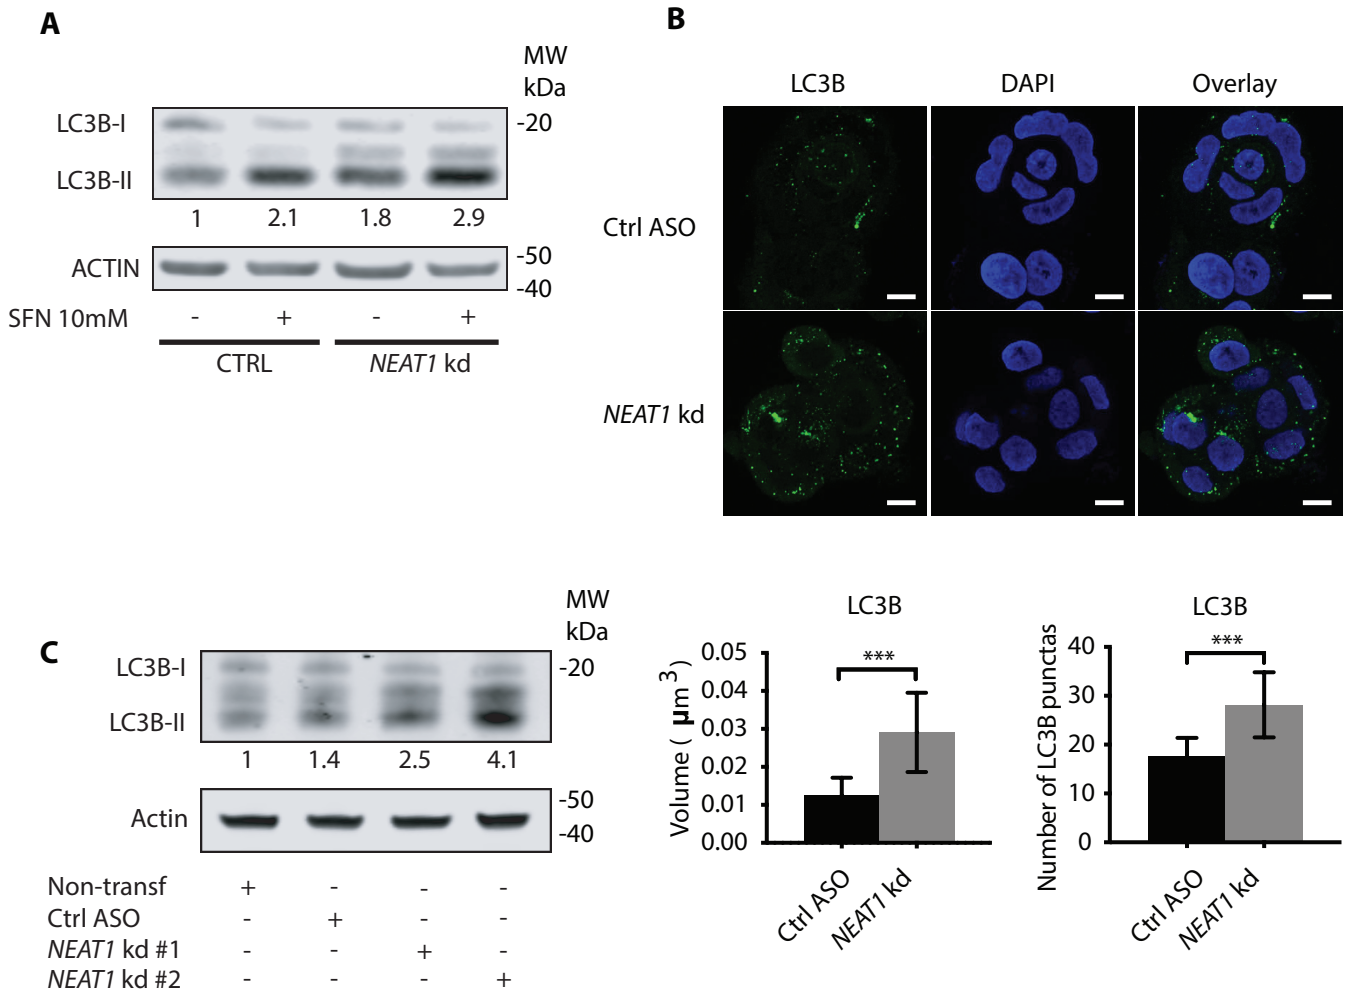 A
MW
kDa
LC3B-I
-20
LC3B-II
1 2.1 1.8 2.9
ACTIN
-50
-40
SFN 10mM - + - +
CTRL NEAT1 kd
B
LC3B DAPI Overlay
Ctrl ASO
NEAT1 kd
C
MW
kDa
LC3B-I
-20
LC3B-II
1 1.4 2.5 4.1
Actin
-50
-40
Non-transf + - - -
Ctrl ASO - + - -
NEAT1 kd #1 - - + -
NEAT1 kd #2 - - - +
LC3B
***
Volume ( μm3)
0.05
0.04
0.03
0.02
0.01
0.00
Ctrl ASO
NEAT1 kd
LC3B
***
Number of LC3B punctas
40
30
20
10
0
Ctrl ASO
NEAT1 kd